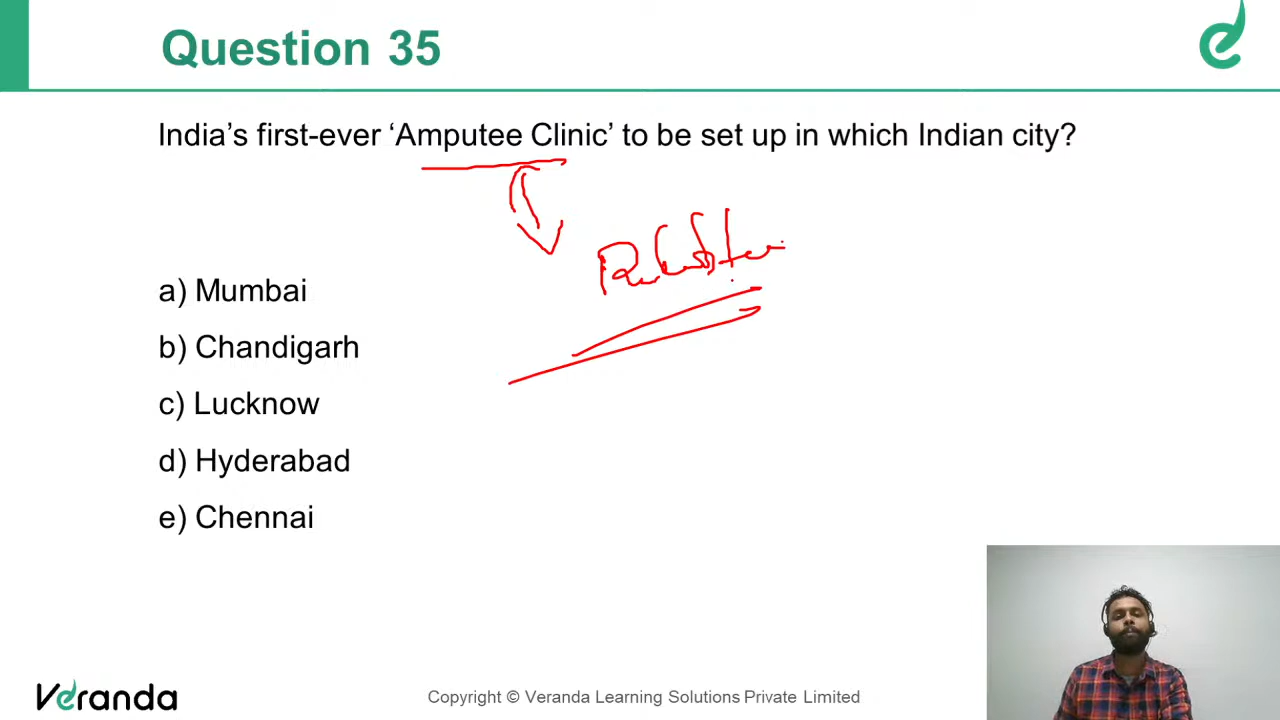 Question 35
India’s first-ever ‘Amputee Clinic’ to be set up in which Indian city?
a) Mumbai
b) Chandigarh
c) Lucknow
d) Hyderabad
e) Chennai
Veranda
Copyright © Veranda Learning Solutions Private Limited